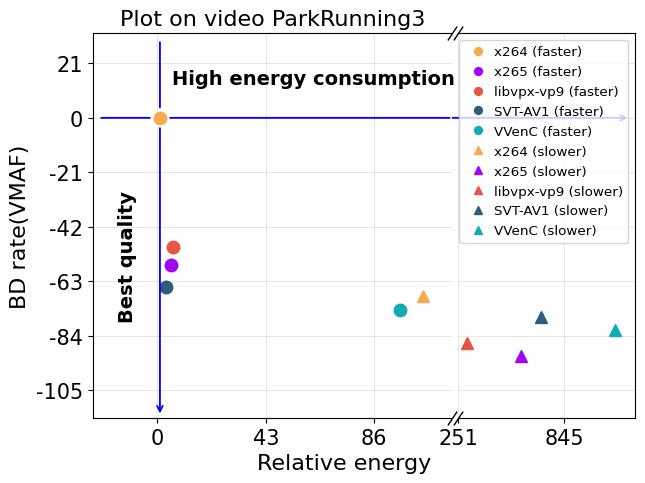 Plot on video ParkRunning3
High energy consumption
Best quality
x264 (faster)
x265 (faster)
libvpx-vp9 (faster)
SVT-AV1 (faster)
VVenC (faster)
x264 (slower)
x265 (slower)
libvpx-vp9 (slower)
SVT-AV1 (slower)
VVenC (slower)
BD rate(VMAF)
21
0
-21
-42
-63
-84
-105
0 43 86 251 845
Relative energy